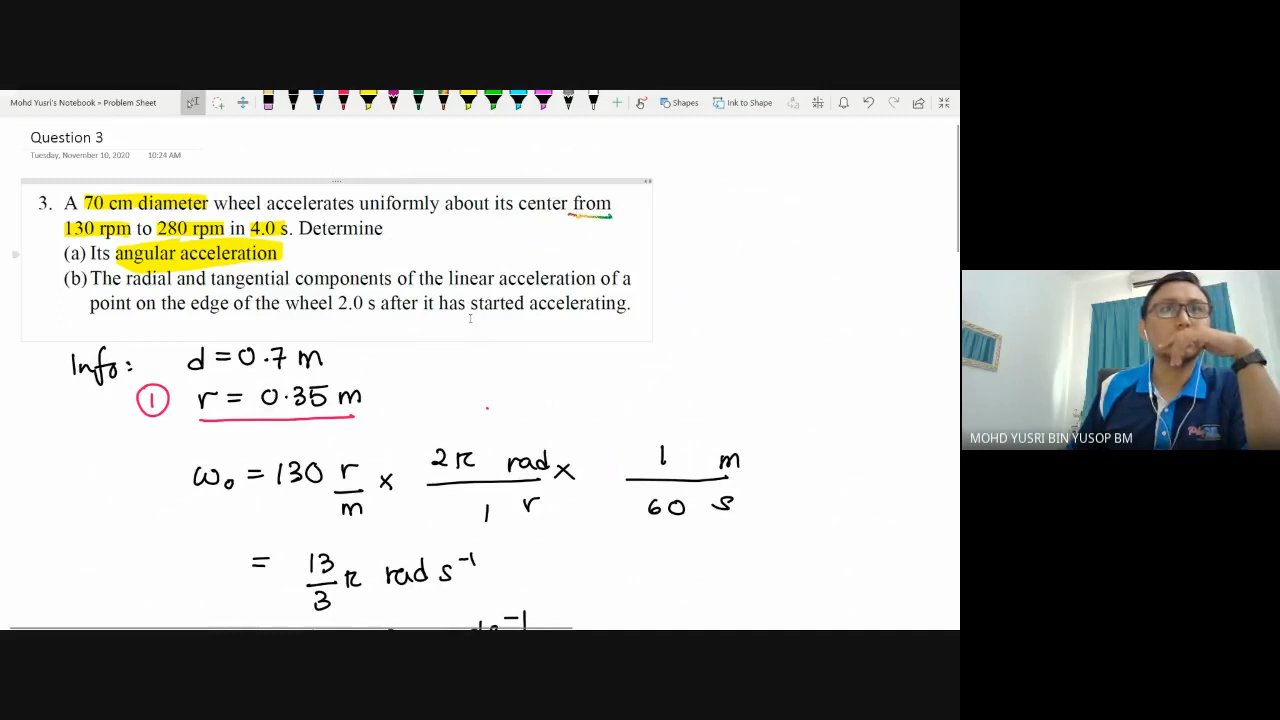 Mohd Yusri's Notebook » Problem Sheet
Shapes
Ink to Shape
Question 3
Tuesday, November 10, 2020 10:24 AM
3. A 70 cm diameter wheel accelerates uniformly about its center from
130 rpm to 280 rpm in 4.0 s. Determine
(a) Its angular acceleration
(b) The radial and tangential components of the linear acceleration of a
point on the edge of the wheel 2.0 s after it has started accelerating.
Info: d = 0.7 m
① r = 0.35 m
ω₀ = 130 r/m × 2π rad/1 r × 1 m/60 s
= 13/3 π rad s⁻¹
MOHD YUSRI BIN YUSOP BM